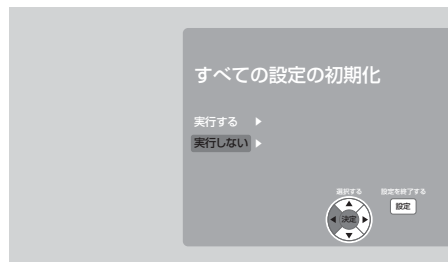 すべての設定の初期化
実行する ▶
実行しない ▶
選択する 設定を終了する
決定 設定